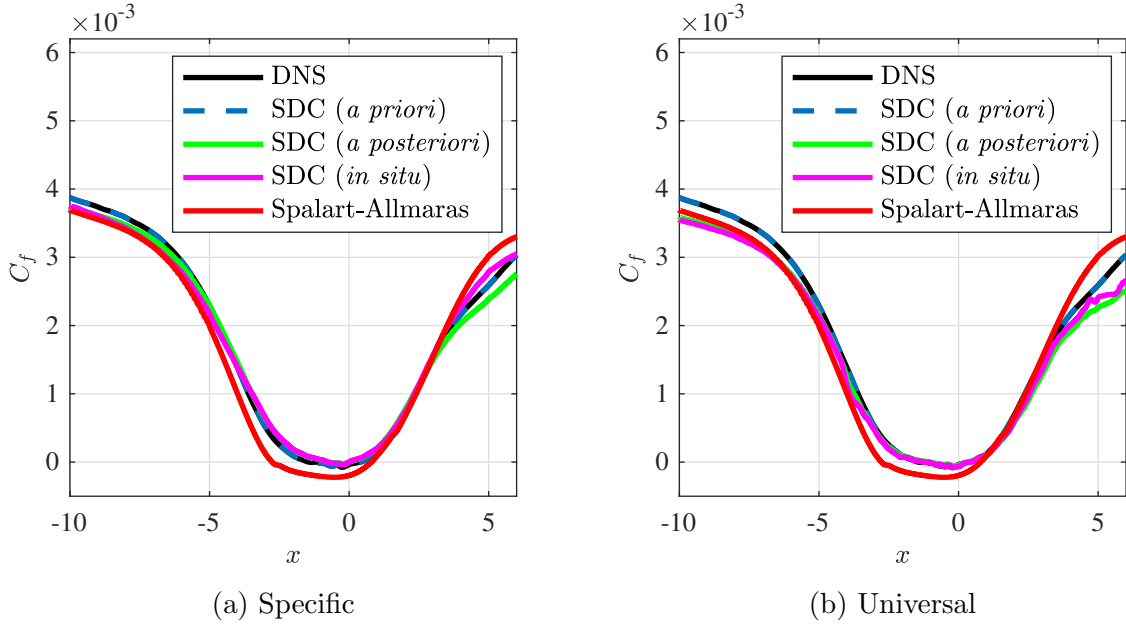 ×10⁻³
6
5
4
3
2
1
0
C_f
-10
-5
0
5
x
DNS
SDC (a priori)
SDC (a posteriori)
SDC (in situ)
Spalart-Allmaras
(a) Specific
×10⁻³
6
5
4
3
2
1
0
C_f
-10
-5
0
5
x
DNS
SDC (a priori)
SDC (a posteriori)
SDC (in situ)
Spalart-Allmaras
(b) Universal